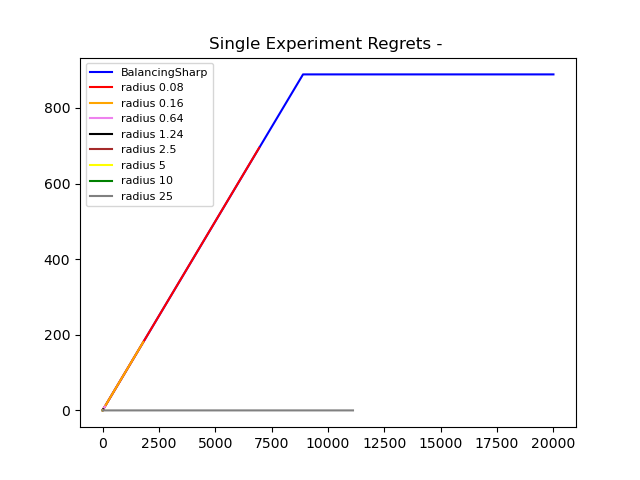 Single Experiment Regrets -
BalancingSharp
radius 0.08
radius 0.16
radius 0.64
radius 1.24
radius 2.5
radius 5
radius 10
radius 25
800
600
400
200
0
0 2500 5000 7500 10000 12500 15000 17500 20000